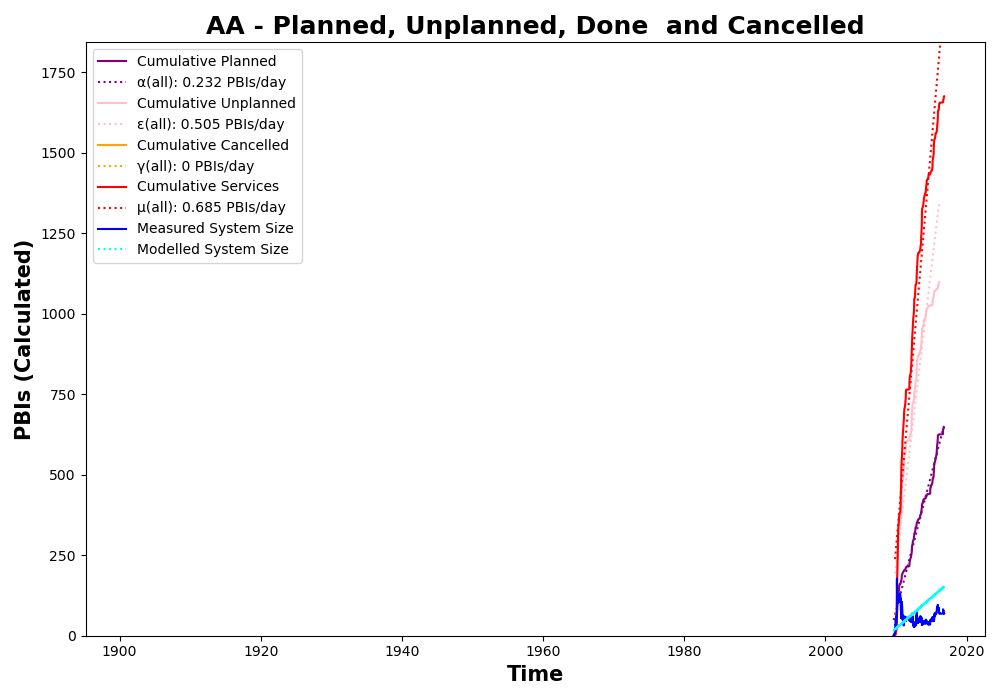 AA - Planned, Unplanned, Done  and Cancelled
PBIs (Calculated)
1750
1500
1250
1000
750
500
250
0
Cumulative Planned
α(all): 0.232 PBIs/day
Cumulative Unplanned
ε(all): 0.505 PBIs/day
Cumulative Cancelled
γ(all): 0 PBIs/day
Cumulative Services
μ(all): 0.685 PBIs/day
Measured System Size
Modelled System Size
1900 1920 1940 1960 1980 2000 2020
Time